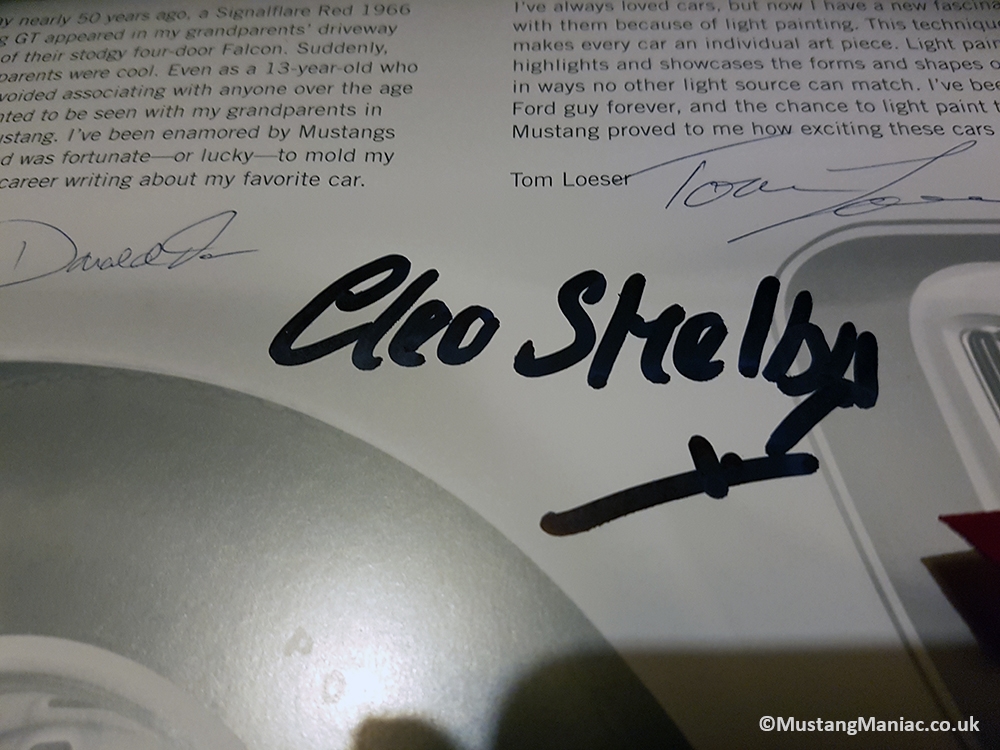 y nearly 50 years ago, a Signalflare Red 1966
g GT appeared in my grandparents' driveway
of their stodgy four-door Falcon. Suddenly,
parents were cool. Even as a 13-year-old who
voided associating with anyone over the age
nted to be seen with my grandparents in
ustang. I've been enamored by Mustangs
d was fortunate—or lucky—to mold my
career writing about my favorite car.
Donald
I've always loved cars, but now I have a new fascina
with them because of light painting. This techniqu
makes every car an individual art piece. Light pain
highlights and showcases the forms and shapes o
in ways no other light source can match. I've bee
Ford guy forever, and the chance to light paint t
Mustang proved to me how exciting these cars
Tom Loeser
Tom Loeser
Cleo Shelby
©MustangManiac.co.uk